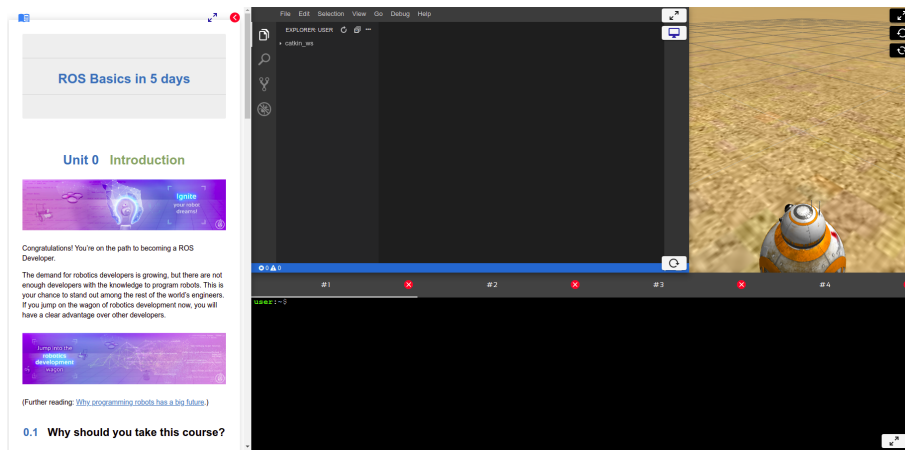 ROS Basics in 5 days
Unit 0 Introduction
Ignite
your robot
dreams!
Congratulations! You're on the path to becoming a ROS
Developer.
The demand for robotics developers is growing, but there are not
enough developers with the knowledge to program robots. This is
your chance to stand out among the rest of the world's engineers.
If you jump on the wagon of robotics development now, you will
have a clear advantage over other developers.
Jump into the
robotics
development
wagon
(Further reading: Why programming robots has a big future.)
0.1 Why should you take this course?
File Edit Selection View Go Debug Help
EXPLORER: USER
catkin_ws
0 0
#1 #2 #3 #4
user:~$